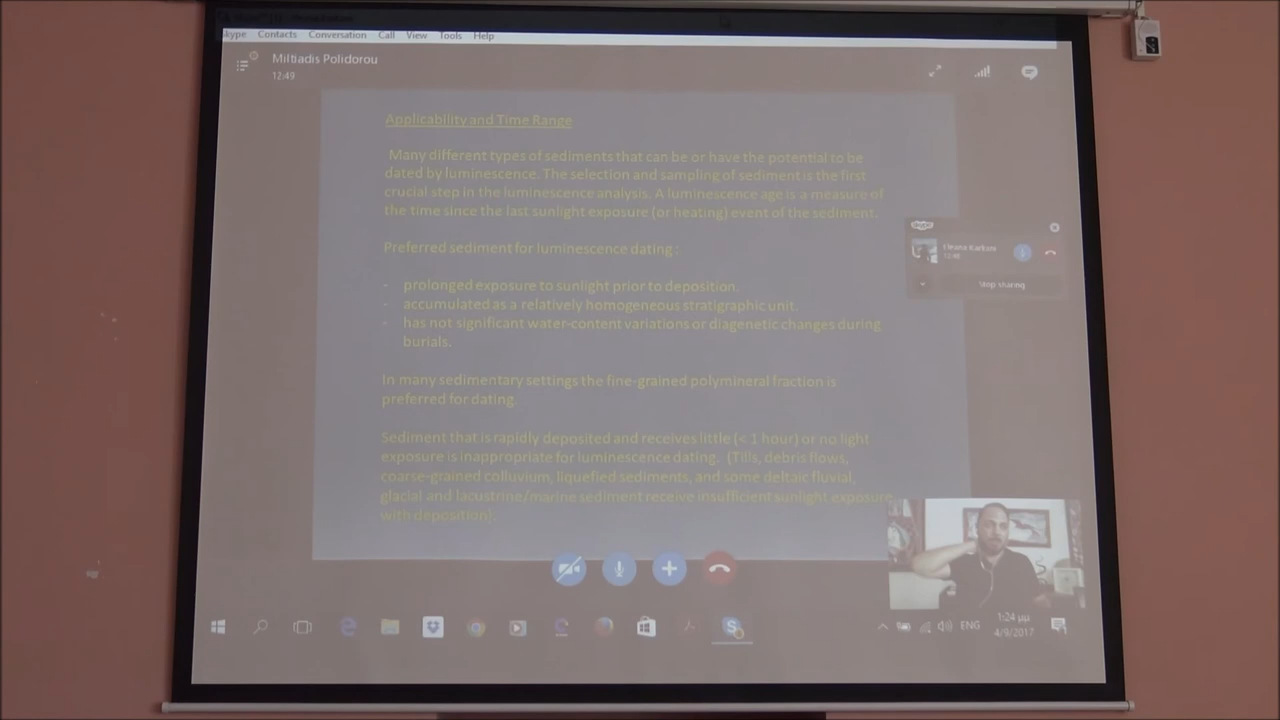 Skype Contacts Conversation Call View Tools Help
Miltiadis Polidorou
12:49
Applicability and Time Range
Many different types of sediments that can be or have the potential to be
dated by luminescence. The selection and sampling of sediment is the first
crucial step in the luminescence analysis. A luminescence age is a measure of
the time since the last sunlight exposure (or heating) event of the sediment.
Preferred sediment for luminescence dating:
- prolonged exposure to sunlight prior to deposition.
- accumulated as a relatively homogeneous stratigraphic unit.
- has not significant water-content variations or diagenetic changes during
burials.
In many sedimentary settings the fine-grained polymineral fraction is
preferred for dating.
Sediment that is rapidly deposited and receives little (< 1 hour) or no light
exposure is inappropriate for luminescence dating. (Tills, debris flows,
coarse-grained colluvium, liquefied sediments, and some deltaic fluvial,
glacial and lacustrine/marine sediment receive insufficient sunlight exposure
with deposition).
Stop sharing
ENG
1:24 μμ
4/9/2017